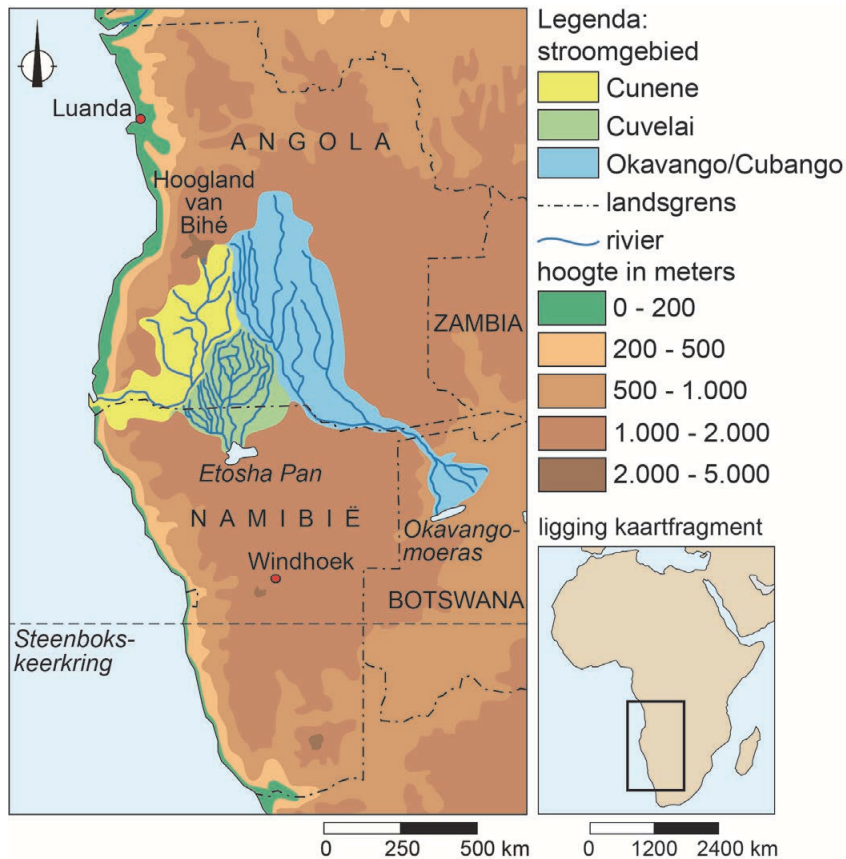 Luanda
ANGOLA
Hoogland
van
Bihé
ZAMBIA
Etosha Pan
NAMIBIË
Okavango-
moeras
Windhoek
BOTSWANA
Steenboks-
keerkring
0 250 500 km
Legenda:
stroomgebied
Cunene
Cuvelai
Okavango/Cubango
landsgrens
rivier
hoogte in meters
0 - 200
200 - 500
500 - 1.000
1.000 - 2.000
2.000 - 5.000
ligging kaartfragment
0 1200 2400 km